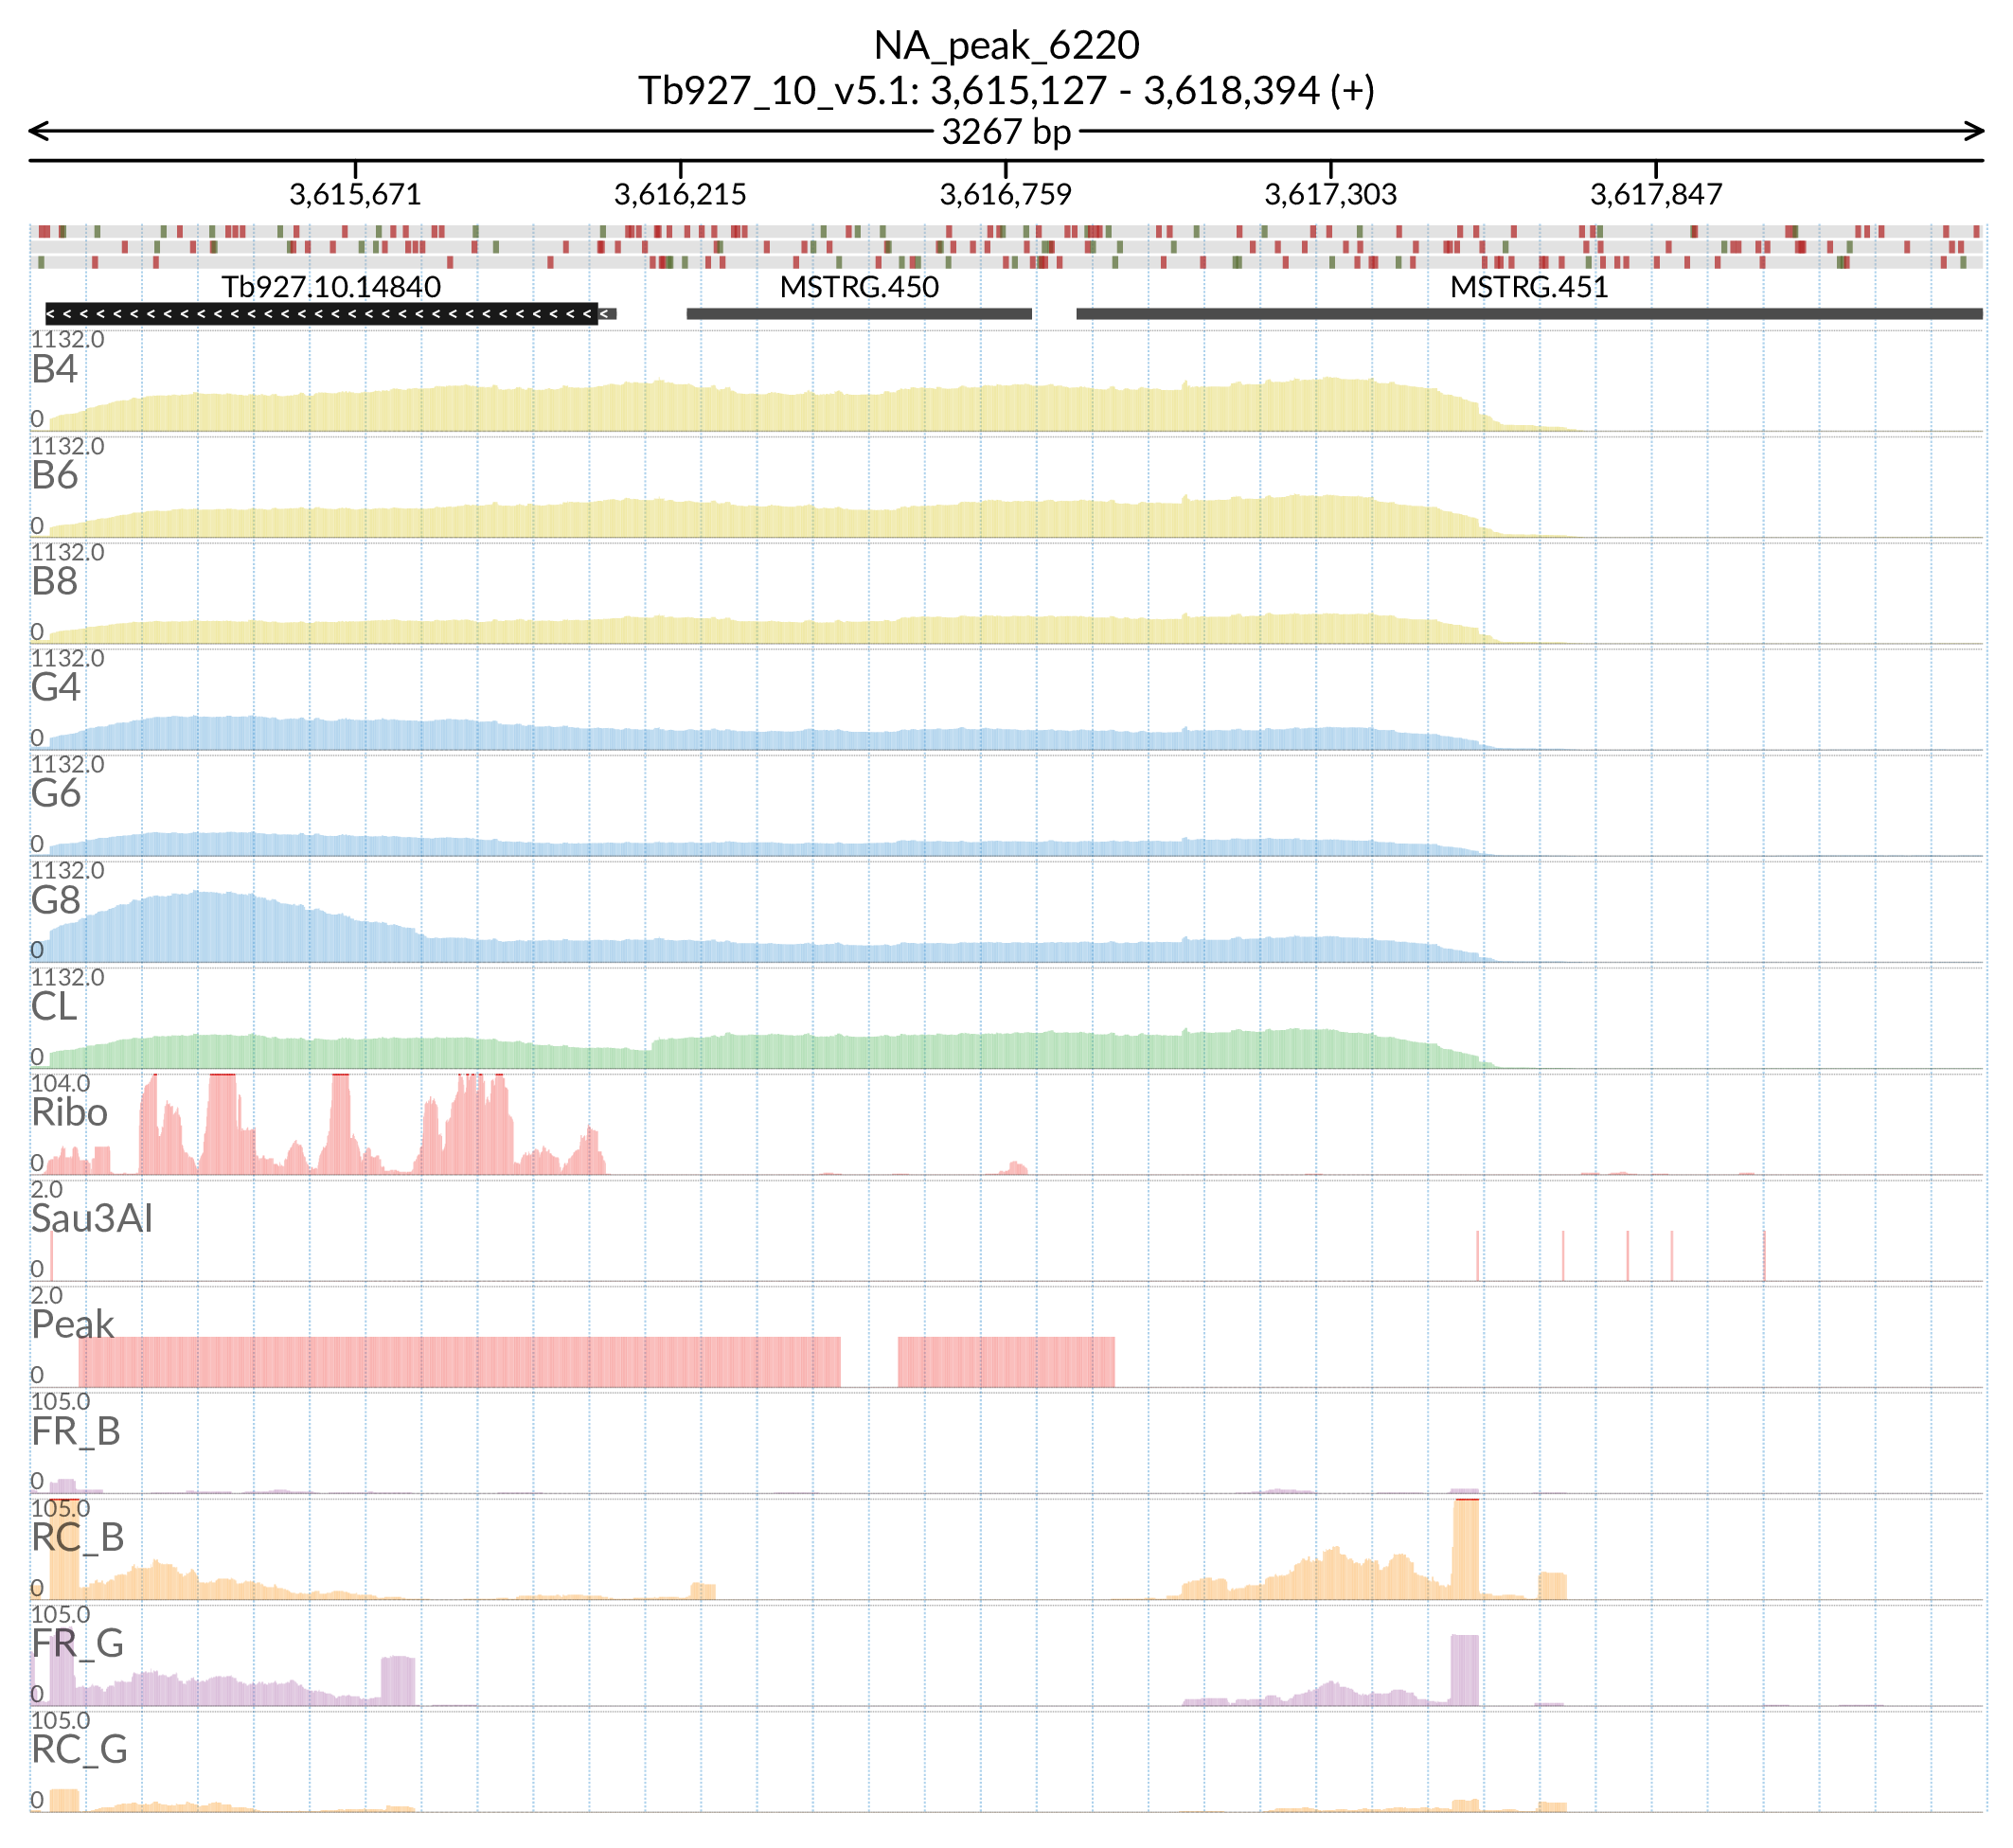 NA_peak_6220
Tb927_10_v5.1: 3,615,127 - 3,618,394 (+)
3267 bp
3,615,671 3,616,215 3,616,759 3,617,303 3,617,847
Tb927.10.14840 MSTRG.450 MSTRG.451
1132.0
B4
0
1132.0
B6
0
1132.0
B8
0
1132.0
G4
0
1132.0
G6
0
1132.0
G8
0
1132.0
CL
0
104.0
Ribo
0
2.0
Sau3AI
0
2.0
Peak
0
105.0
FR_B
0
105.0
RC_B
0
105.0
FR_G
0
105.0
RC_G
0